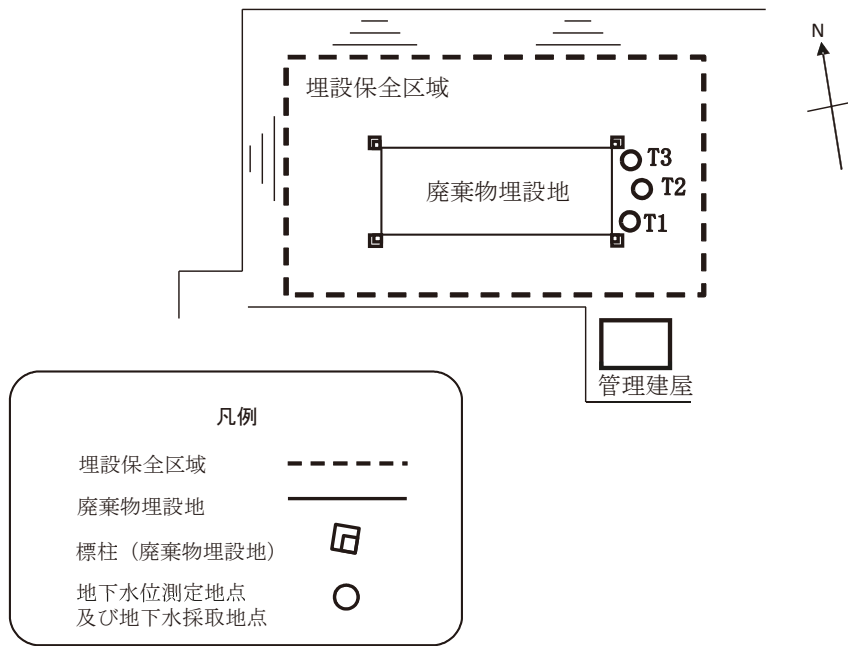 N
埋設保全区域
廃棄物埋設地
T3
T2
T1
管理建屋
凡例
埋設保全区域
廃棄物埋設地
標柱（廃棄物埋設地）
地下水位測定地点
及び地下水採取地点